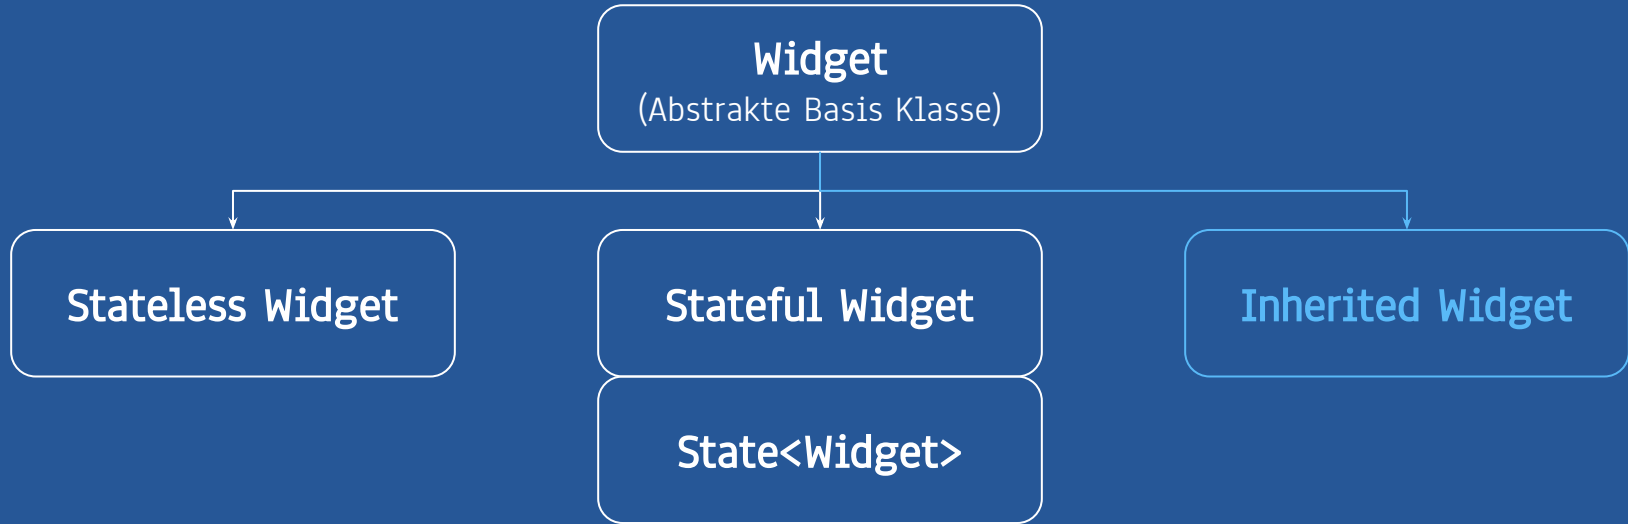 Widget
(Abstrakte Basis Klasse)
Stateless Widget
Stateful Widget
Inherited Widget
State<Widget>